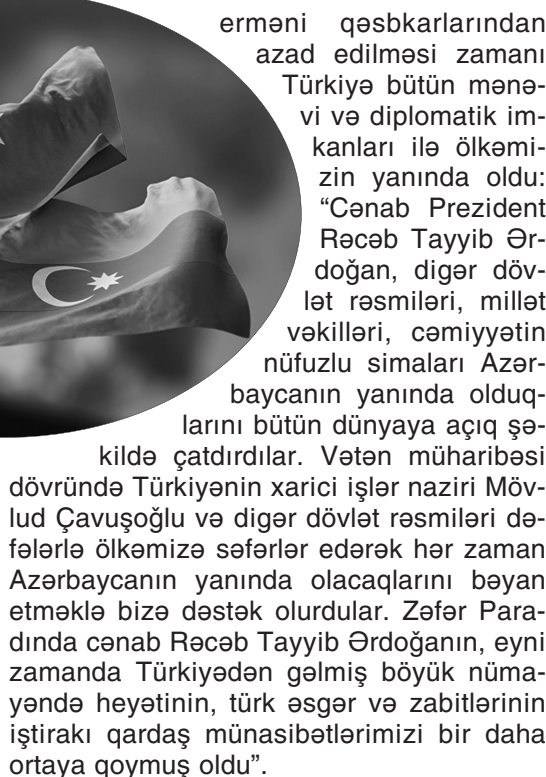 erməni qəsbkarlarından
azad edilməsi zamanı
Türkiyə bütün mənə-
vi və diplomatik im-
kanları ilə ölkəmi-
zin yanında oldu:
“Cənab Prezident
Rəcəb Tayyib Ər-
doğan, digər döv-
lət rəsmiləri, millət
vəkilləri, cəmiyyətin
nüfuzlu simaları Azər-
baycanın yanında olduq-
larını bütün dünyaya açıq şə-
kildə çatdırdılar. Vətən müharibəsi
dövründə Türkiyənin xarici işlər naziri Möv-
lud Çavuşoğlu və digər dövlət rəsmiləri də-
fələrlə ölkəmizə səfərlər edərək hər zaman
Azərbaycanın yanında olacaqlarını bəyan
etməklə bizə dəstək olurdular. Zəfər Para-
dında cənab Rəcəb Tayyib Ərdoğanın, eyni
zamanda Türkiyədən gəlmiş böyük nüma-
yəndə heyətinin, türk əsgər və zabitlərinin
iştirakı qardaş münasibətlərimizi bir daha
ortaya qoymuş oldu”.